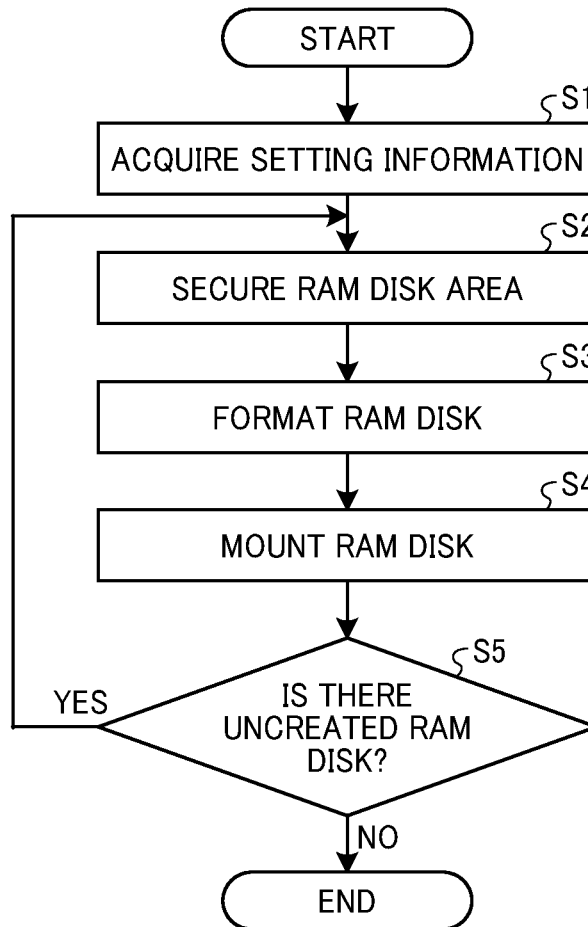 START
S1
ACQUIRE SETTING INFORMATION
S2
SECURE RAM DISK AREA
S3
FORMAT RAM DISK
S4
MOUNT RAM DISK
S5
IS THERE
UNCREATED RAM
DISK?
YES
NO
END